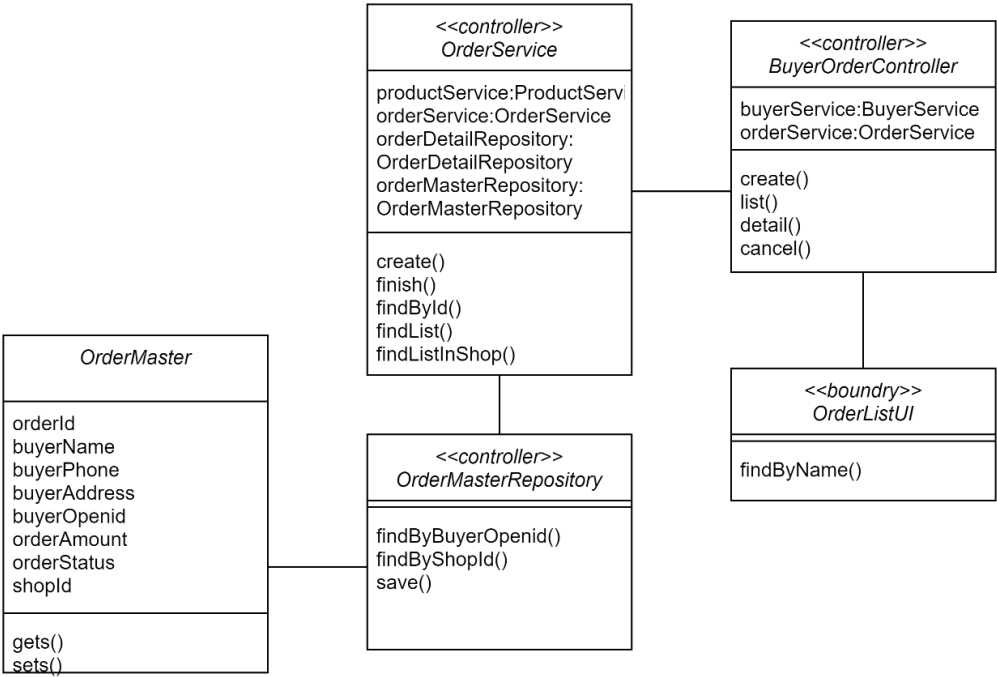 <<controller>>
OrderService
productService:ProductServi
orderService:OrderService
orderDetailRepository:
OrderDetailRepository
orderMasterRepository:
OrderMasterRepository
create()
finish()
findById()
findList()
findListInShop()
<<controller>>
BuyerOrderController
buyerService:BuyerService
orderService:OrderService
create()
list()
detail()
cancel()
OrderMaster
orderId
buyerName
buyerPhone
buyerAddress
buyerOpenid
orderAmount
orderStatus
shopId
gets()
sets()
<<controller>>
OrderMasterRepository
findByBuyerOpenid()
findByShopId()
save()
<<boundry>>
OrderListUI
findByName()